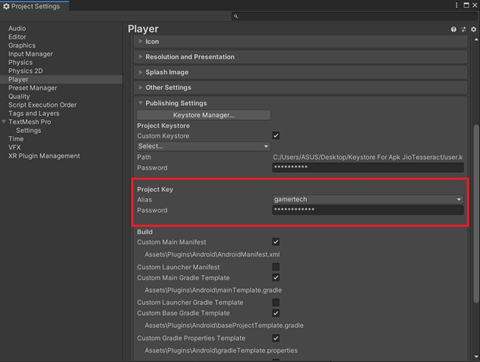 Project Settings
Audio
Editor
Graphics
Input Manager
Physics
Physics 2D
Player
Preset Manager
Quality
Script Execution Order
Tags and Layers
TextMesh Pro
Settings
Time
VFX
XR Plugin Management
Player
Icon
Resolution and Presentation
Splash Image
Other Settings
Publishing Settings
Keystore Manager...
Project Keystore
Custom Keystore
Select...
Path C:/Users/ASUS/Desktop/Keystore For Apk JioTesseract/user.k
Password **********
Project Key
Alias gamertech
Password ************
Build
Custom Main Manifest
Assets\Plugins\Android\AndroidManifest.xml
Custom Launcher Manifest
Custom Main Gradle Template
Assets\Plugins\Android\mainTemplate.gradle
Custom Launcher Gradle Template
Custom Base Gradle Template
Assets\Plugins\Android\baseProjectTemplate.gradle
Custom Gradle Properties Template
Assets\Plugins\Android\gradleTemplate.properties